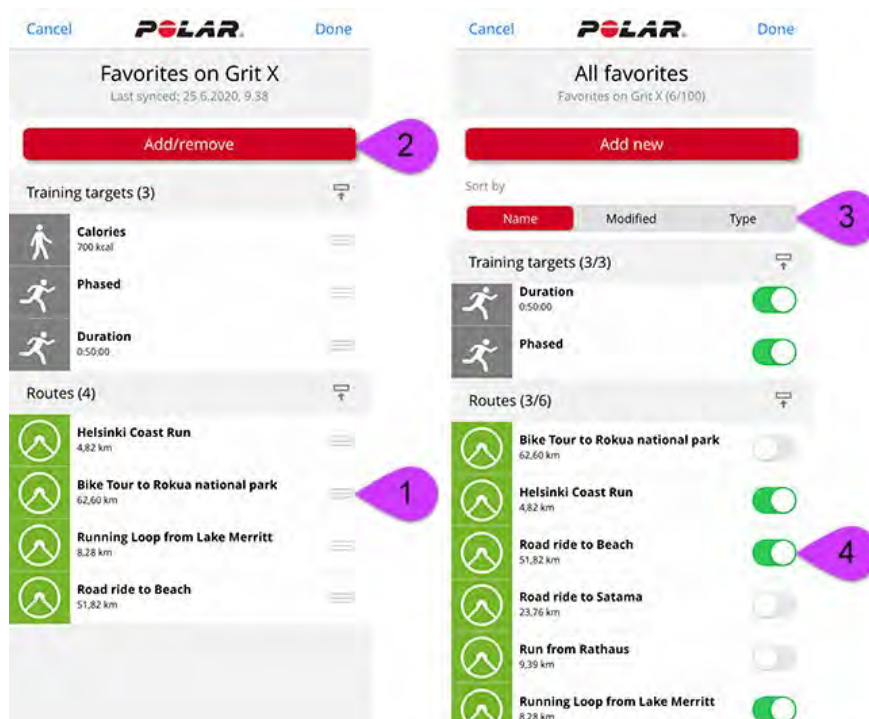 Cancel
POLAR
Done
Favorites on Grit X
Last synced: 25.6.2020, 9.38
Add/remove
2
Training targets (3)
Calories
700 kcal
Phased
Duration
0:50:00
Routes (4)
Helsinki Coast Run
4,82 km
Bike Tour to Rokua national park
62,60 km
1
Running Loop from Lake Merritt
8,28 km
Road ride to Beach
51,82 km
Cancel
POLAR
Done
All favorites
Favorites on Grit X (6/100)
Add new
Sort by
Name Modified Type
3
Training targets (3/3)
Duration
0:50:00
Phased
Routes (3/6)
Bike Tour to Rokua national park
62,60 km
Helsinki Coast Run
4,82 km
Road ride to Beach
51,82 km
4
Road ride to Satama
23,76 km
Run from Rathaus
9,39 km
Running Loop from Lake Merritt
8,28 km